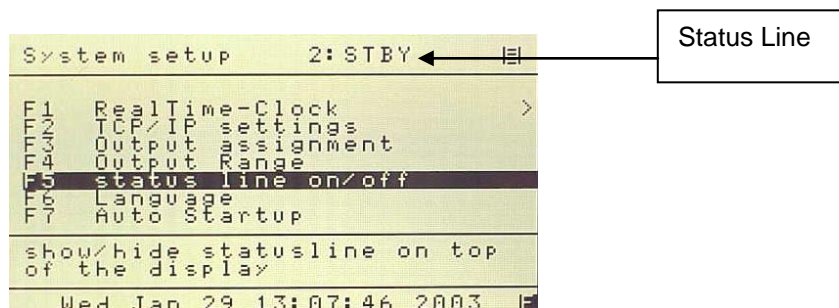 System setup 2:STBY
Status Line
F1 RealTime-Clock >
F2 TCP/IP settings
F3 Output assignment
F4 Output Range
F5 status line on/off
F6 Language
F7 Auto Startup
show/hide statusline on top
of the display
Wed Jan 29 13:07:46 2003